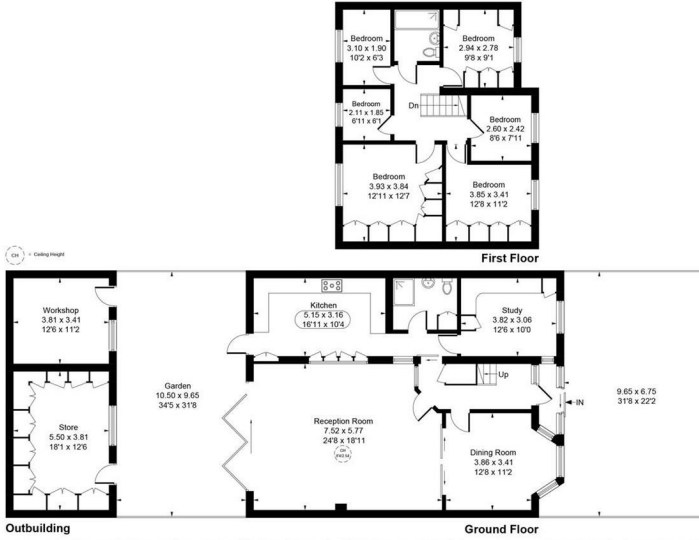 Bedroom
3.10 x 1.90
10'2 x 6'3
Bedroom
2.94 x 2.78
9'8 x 9'1
Bedroom
2.11 x 1.85
6'11 x 6'1
Dn
Bedroom
2.60 x 2.42
8'6 x 7'11
Bedroom
3.93 x 3.84
12'11 x 12'7
Bedroom
3.85 x 3.41
12'8 x 11'2
First Floor
CH
< Ceiling Height
Workshop
3.81 x 3.41
12'6 x 11'2
Kitchen
5.15 x 3.16
16'11 x 10'4
Study
3.82 x 3.06
12'6 x 10'0
Garden
10.50 x 9.65
34'5 x 31'8
Up
IN
9.65 x 6.75
31'8 x 22'2
Store
5.50 x 3.81
18'1 x 12'6
Reception Room
7.52 x 5.77
24'8 x 18'11
CH
Dining Room
3.86 x 3.41
12'8 x 11'2
Outbuilding
Ground Floor